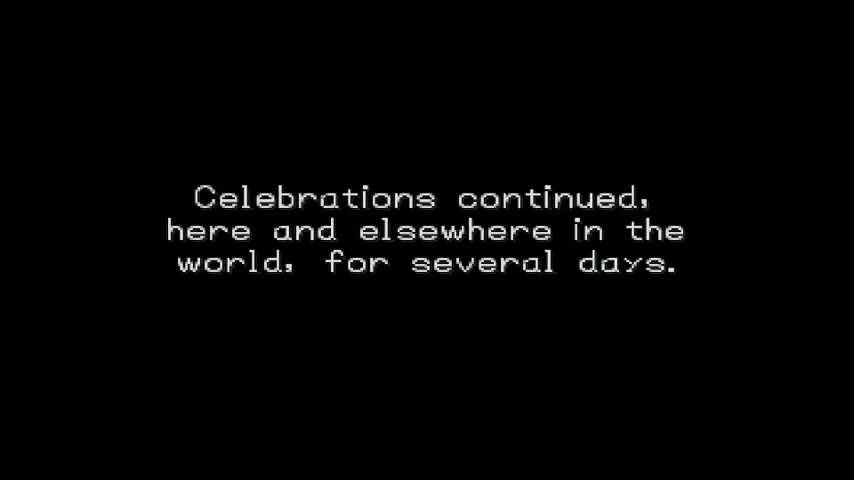 Celebrations continued,
here and elsewhere in the
world, for several days.